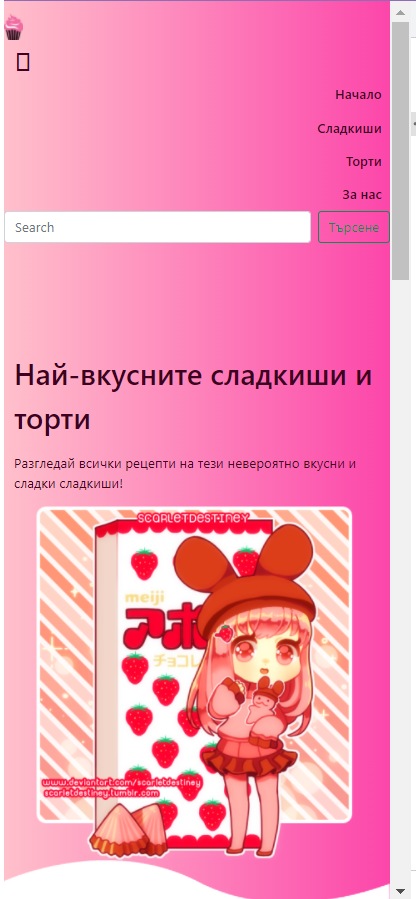 Начало
Сладкиши
Торти
За нас
Search
Търсене
Най-вкусните сладкиши и
торти
Разгледай всички рецепти на тези невероятно вкусни и
сладки сладкиши!
SCARLETDESTINEY
meiji
アポ
チョコレ
www.deviantart.com/scarletdestiney
scarletdestiney.tumblr.com